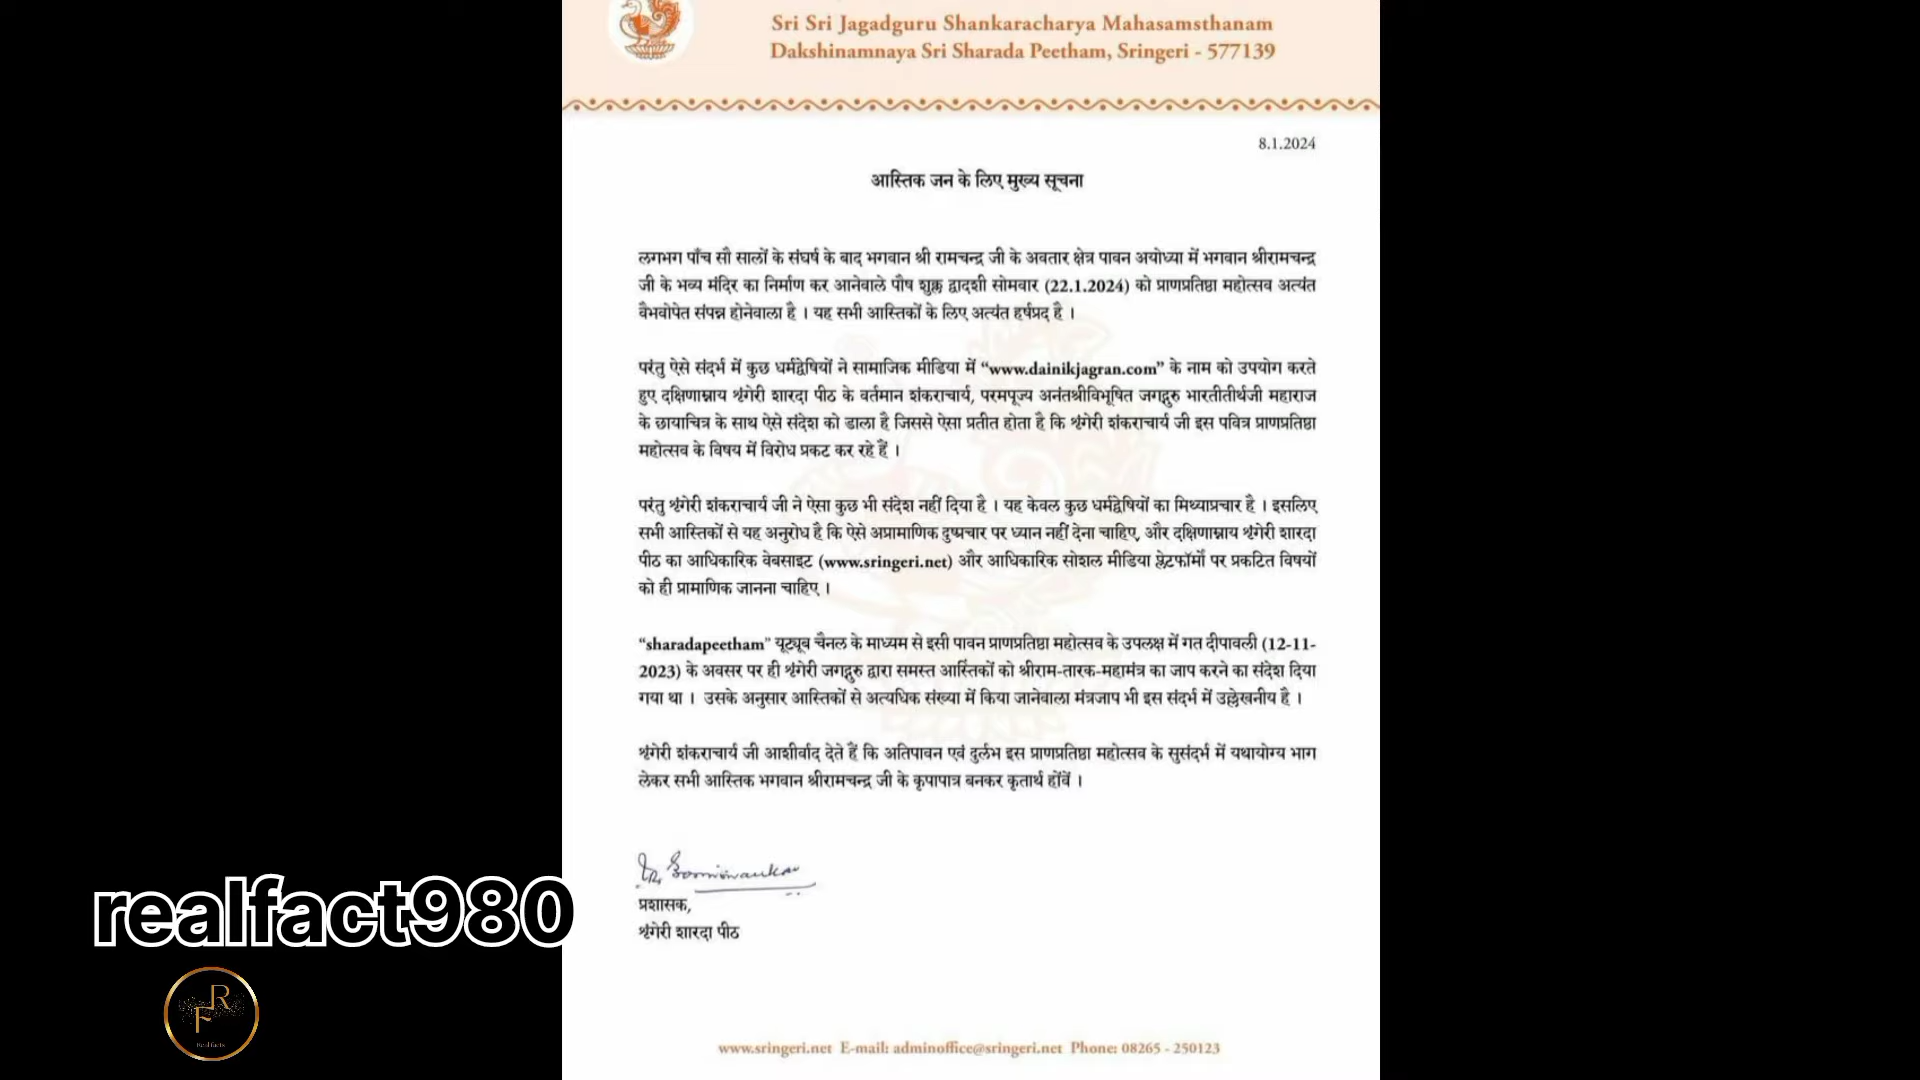 Sri Sri Jagadguru Shankaracharya Mahasamsthanam
Dakshinamnaya Sri Sharada Peetham, Sringeri - 577139
8.1.2024
आस्तिक जन के लिए मुख्य सूचना
लगभग पाँच सौ सालों के संघर्ष के बाद भगवान श्री रामचन्द्र जी के अवतार क्षेत्र पावन अयोध्या में भगवान श्रीरामचन्द्र
जी के भव्य मंदिर का निर्माण कर आनेवाले पौष शुक्ल द्वादशी सोमवार (22.1.2024) को प्राणप्रतिष्ठा महोत्सव अत्यंत
वैभवोपेत संपन्न होनेवाला है । यह सभी आस्तिकों के लिए अत्यंत हर्षप्रद है ।
परंतु ऐसे संदर्भ में कुछ धर्मद्वेषियों ने सामाजिक मीडिया में “www.dainikjagran.com” के नाम को उपयोग करते
हुए दक्षिणाम्नाय श्रृंगेरी शारदा पीठ के वर्तमान शंकराचार्य, परमपूज्य अनंतश्रीविभूषित जगद्गुरु भारतीतीर्थजी महाराज
के छायाचित्र के साथ ऐसे संदेश को डाला है जिससे ऐसा प्रतीत होता है कि श्रृंगेरी शंकराचार्य जी इस पवित्र प्राणप्रतिष्ठा
महोत्सव के विषय में विरोध प्रकट कर रहे हैं ।
परंतु श्रृंगेरी शंकराचार्य जी ने ऐसा कुछ भी संदेश नहीं दिया है । यह केवल कुछ धर्मद्वेषियों का मिथ्याप्रचार है । इसलिए
सभी आस्तिकों से यह अनुरोध है कि ऐसे अप्रामाणिक दुष्प्रचार पर ध्यान नहीं देना चाहिए, और दक्षिणाम्नाय श्रृंगेरी शारदा
पीठ का आधिकारिक वेबसाइट (www.sringeri.net) और आधिकारिक सोशल मीडिया प्लेटफॉर्मों पर प्रकटित विषयों
को ही प्रामाणिक जानना चाहिए ।
“sharadapeetham” यूट्यूब चैनल के माध्यम से इसी पावन प्राणप्रतिष्ठा महोत्सव के उपलक्ष में गत दीपावली (12-11-
2023) के अवसर पर ही श्रृंगेरी जगद्गुरु द्वारा समस्त आस्तिकों को श्रीराम-तारक-महामंत्र का जाप करने का संदेश दिया
गया था । उसके अनुसार आस्तिकों से अत्यधिक संख्या में किया जानेवाला मंत्रजाप भी इस संदर्भ में उल्लेखनीय है ।
श्रृंगेरी शंकराचार्य जी आशीर्वाद देते हैं कि अतिपावन एवं दुर्लभ इस प्राणप्रतिष्ठा महोत्सव के सुसंदर्भ में यथायोग्य भाग
लेकर सभी आस्तिक भगवान श्रीरामचन्द्र जी के कृपापात्र बनकर कृतार्थ होंवें ।
प्रशासक,
श्रृंगेरी शारदा पीठ
realfact980
R
F
Real facts
www.sringeri.net E-mail: adminoffice@sringeri.net Phone: 08265 - 250123